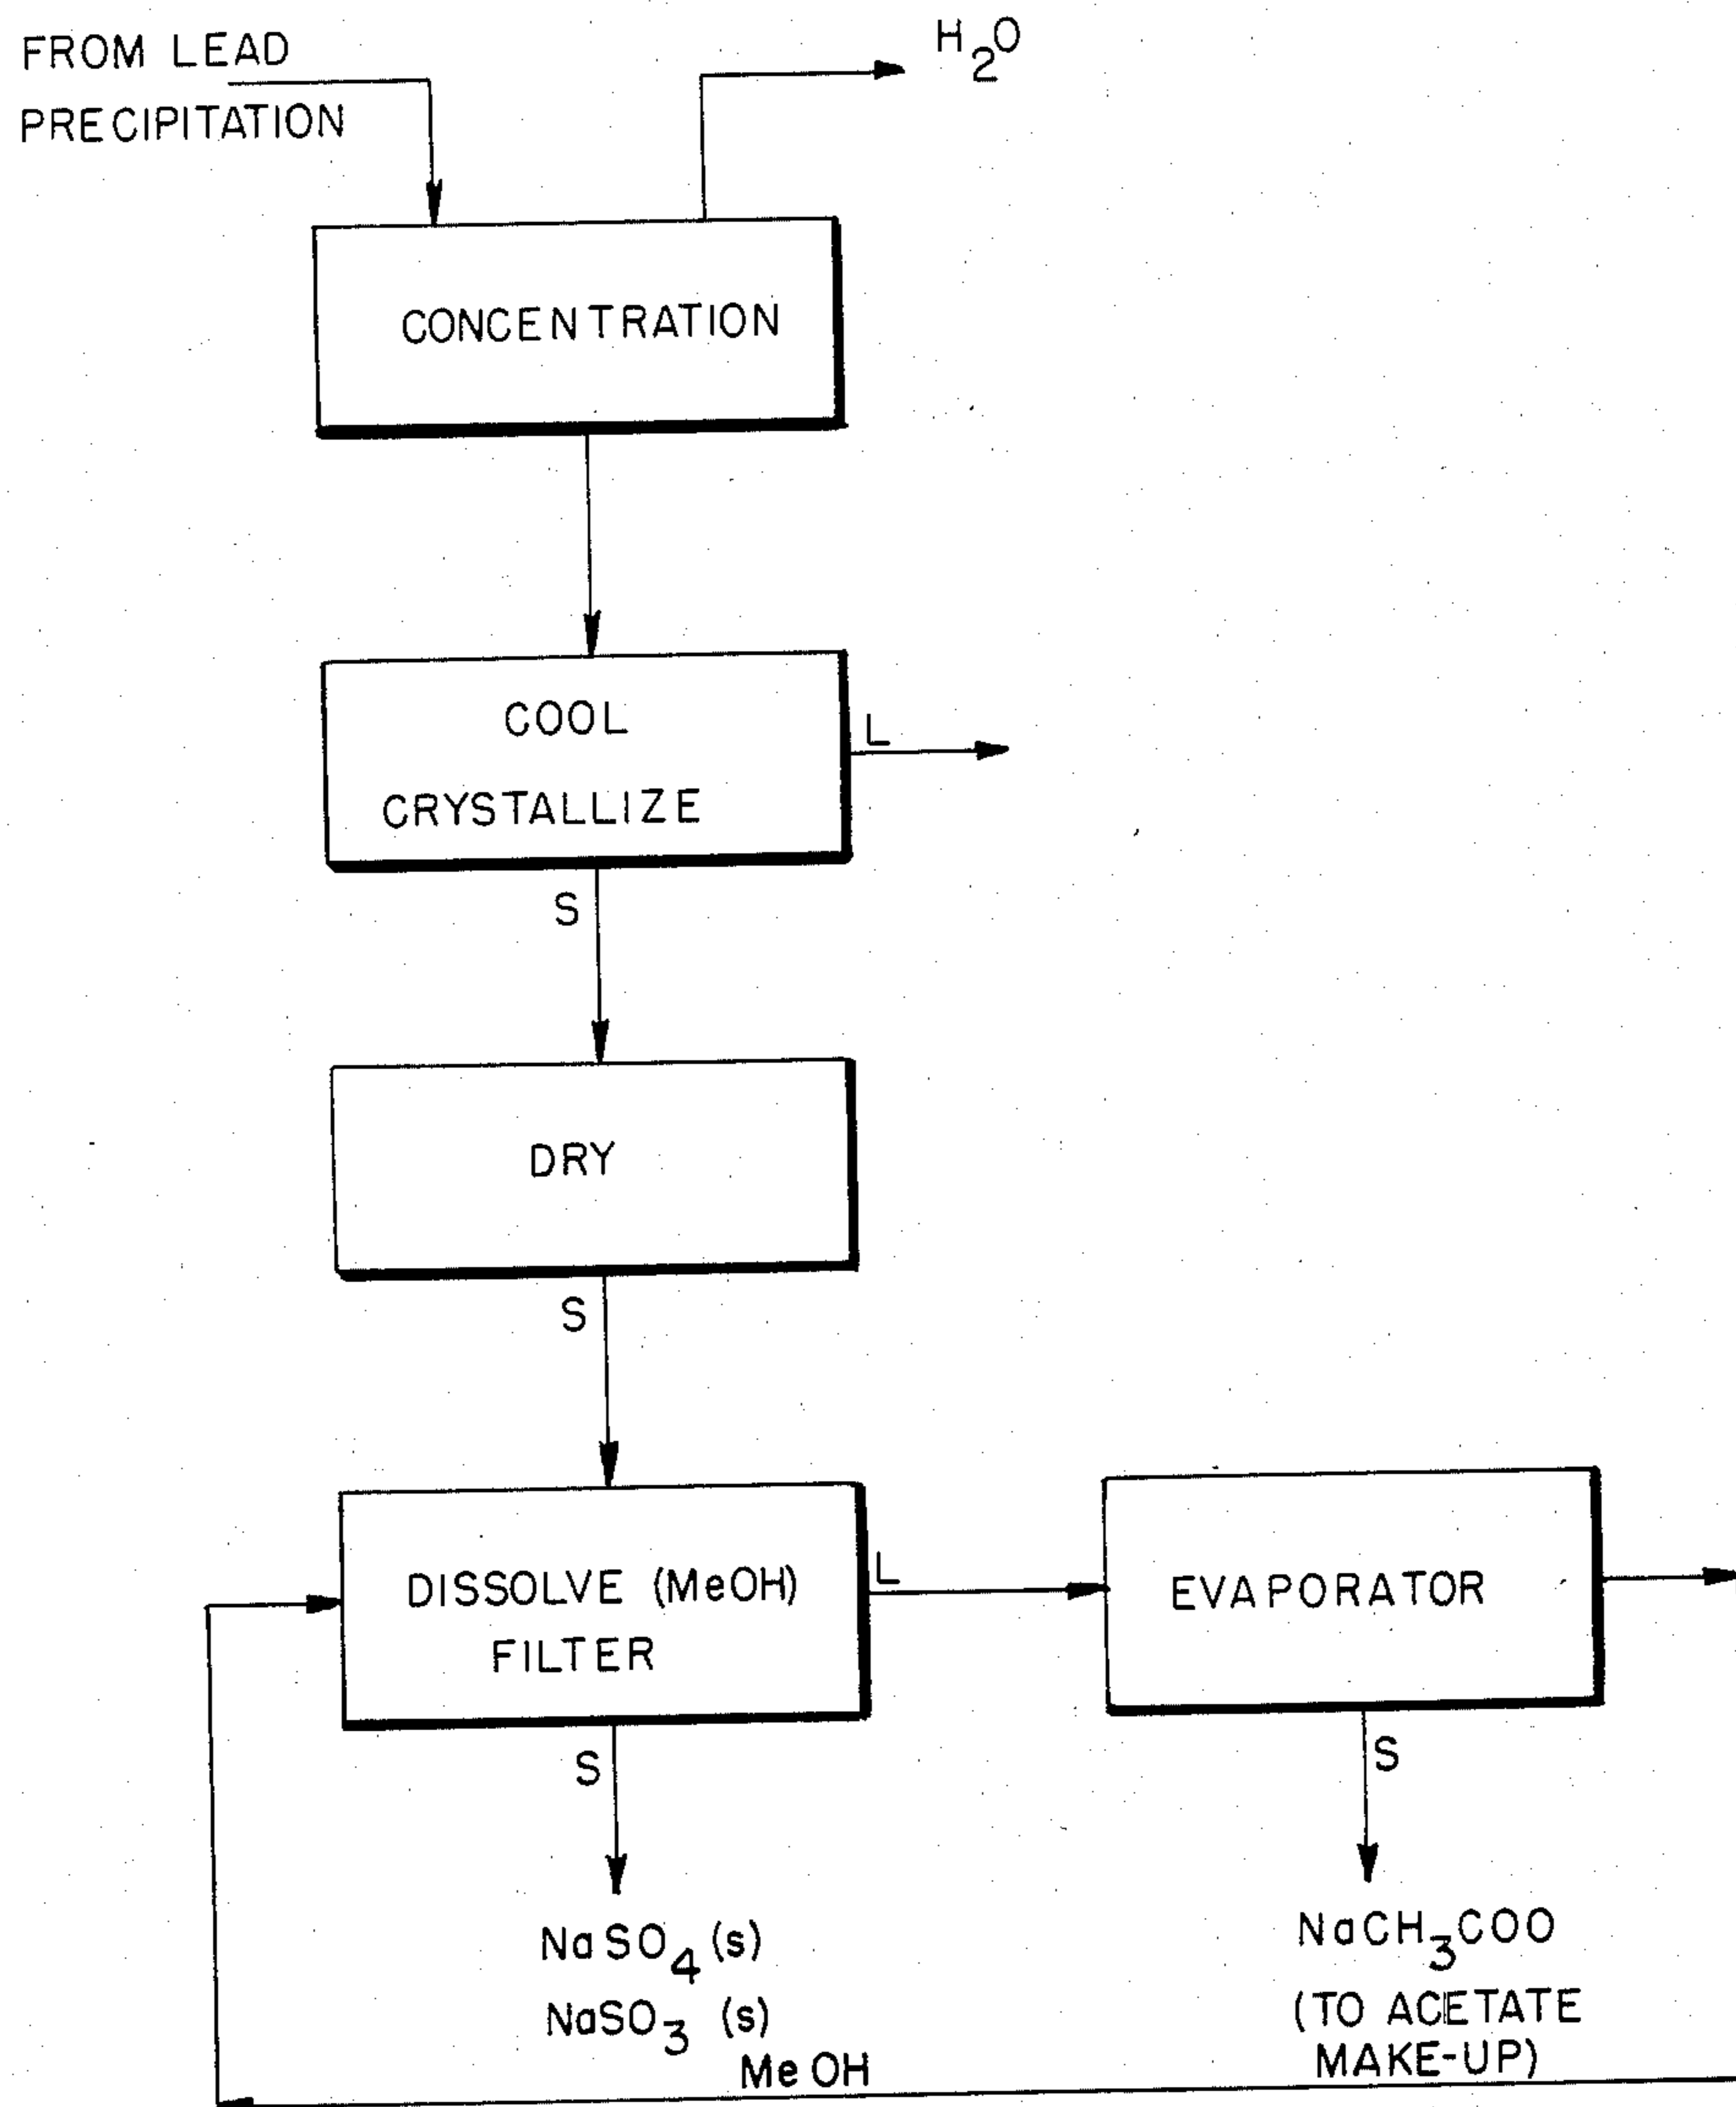 FROM LEAD
PRECIPITATION
H2O
CONCENTRATION
COOL
CRYSTALLIZE
L
S
DRY
S
DISSOLVE (MeOH)
FILTER
L
EVAPORATOR
S
S
NaSO4 (s)
NaSO3 (s)
NaCH3COO
(TO ACETATE
MAKE-UP)
MeOH